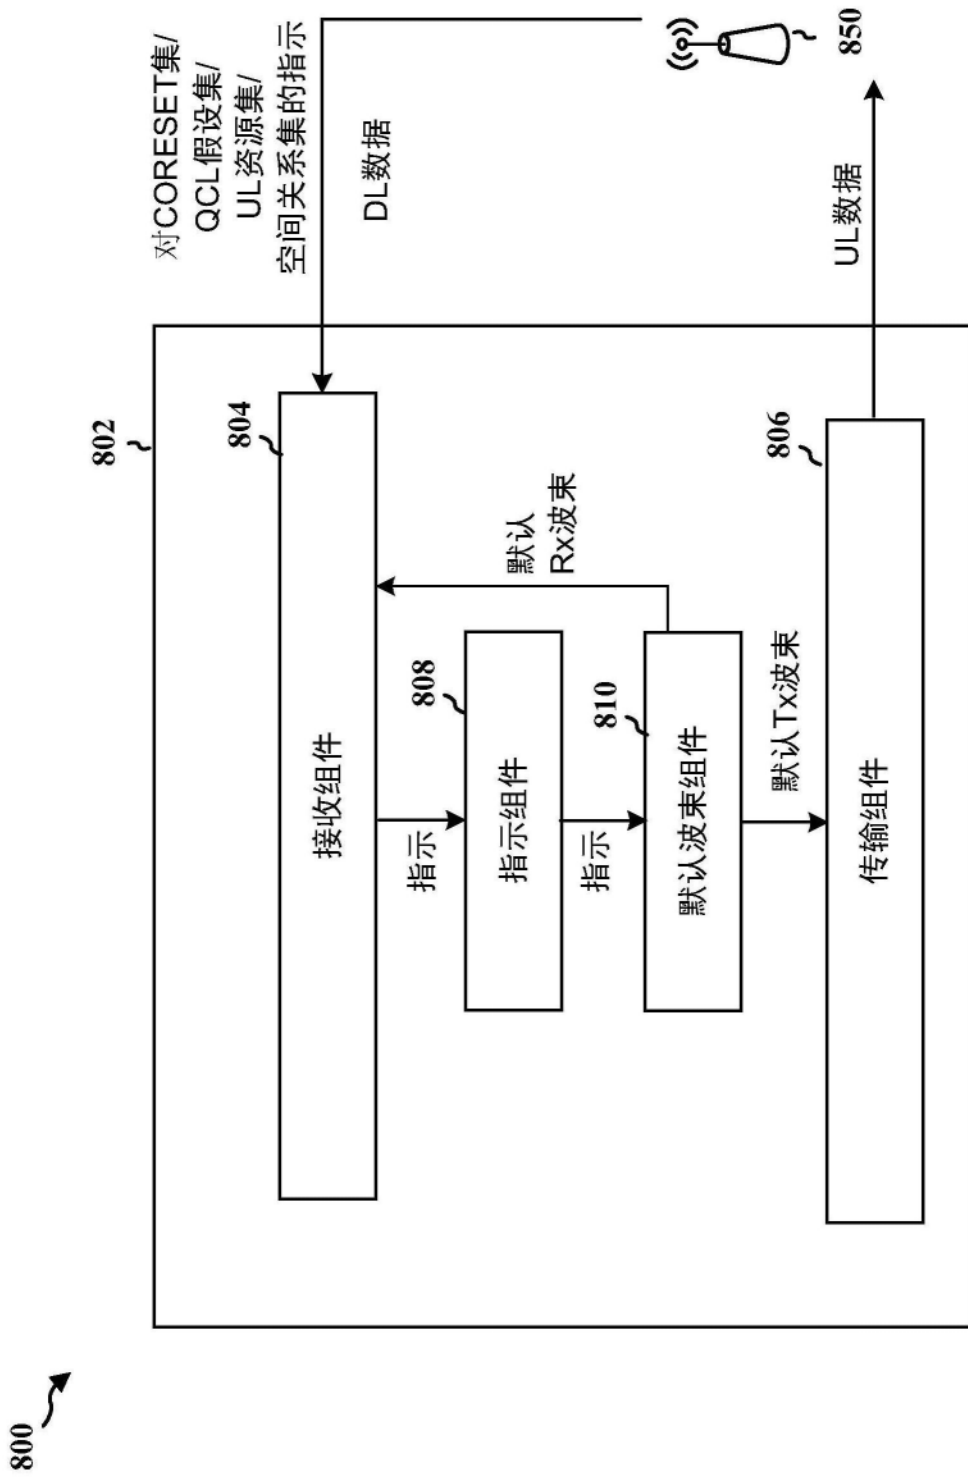 800
802
对CORESET集/
QCL假设集/
UL资源集/
空间关系集的指示
DL数据
850
UL数据
804
接收组件
指示
默认
Rx波束
808
指示组件
指示
810
默认波束组件
默认Tx波束
806
传输组件